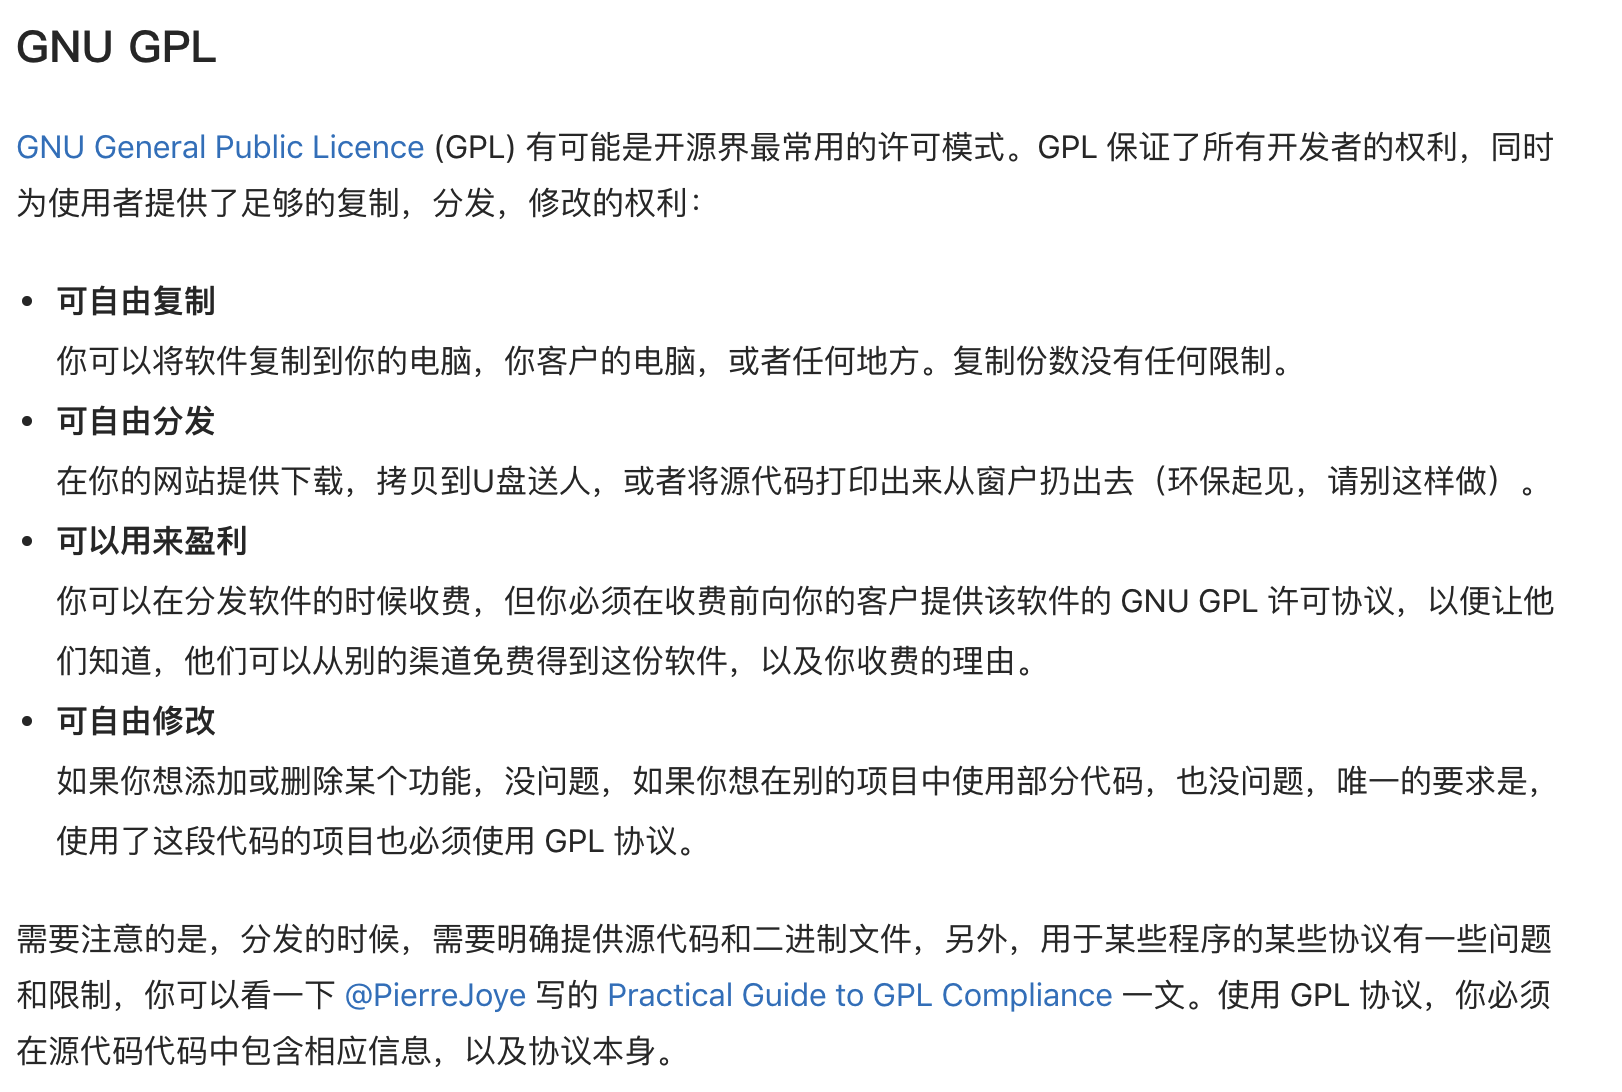 GNU GPL
GNU General Public Licence (GPL) 有可能是开源界最常用的许可模式。GPL 保证了所有开发者的权利，同时
为使用者提供了足够的复制，分发，修改的权利：
• 可自由复制
你可以将软件复制到你的电脑，你客户的电脑，或者任何地方。复制份数没有任何限制。
• 可自由分发
在你的网站提供下载，拷贝到U盘送人，或者将源代码打印出来从窗户扔出去（环保起见，请别这样做）。
• 可以用来盈利
你可以在分发软件的时候收费，但你必须在收费前向你的客户提供该软件的 GNU GPL 许可协议，以便让他
们知道，他们可以从别的渠道免费得到这份软件，以及你收费的理由。
• 可自由修改
如果你想添加或删除某个功能，没问题，如果你想在别的项目中使用部分代码，也没问题，唯一的要求是，
使用了这段代码的项目也必须使用 GPL 协议。
需要注意的是，分发的时候，需要明确提供源代码和二进制文件，另外，用于某些程序的某些协议有一些问题
和限制，你可以看一下 @PierreJoye 写的 Practical Guide to GPL Compliance 一文。使用 GPL 协议，你必须
在源代码代码中包含相应信息，以及协议本身。